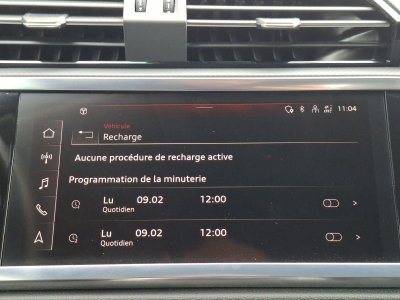 11:04
Véhicule
Recharge
Aucune procédure de recharge active
Programmation de la minuterie
Lu 09.02 12:00
Quotidien
Lu 09.02 12:00
Quotidien